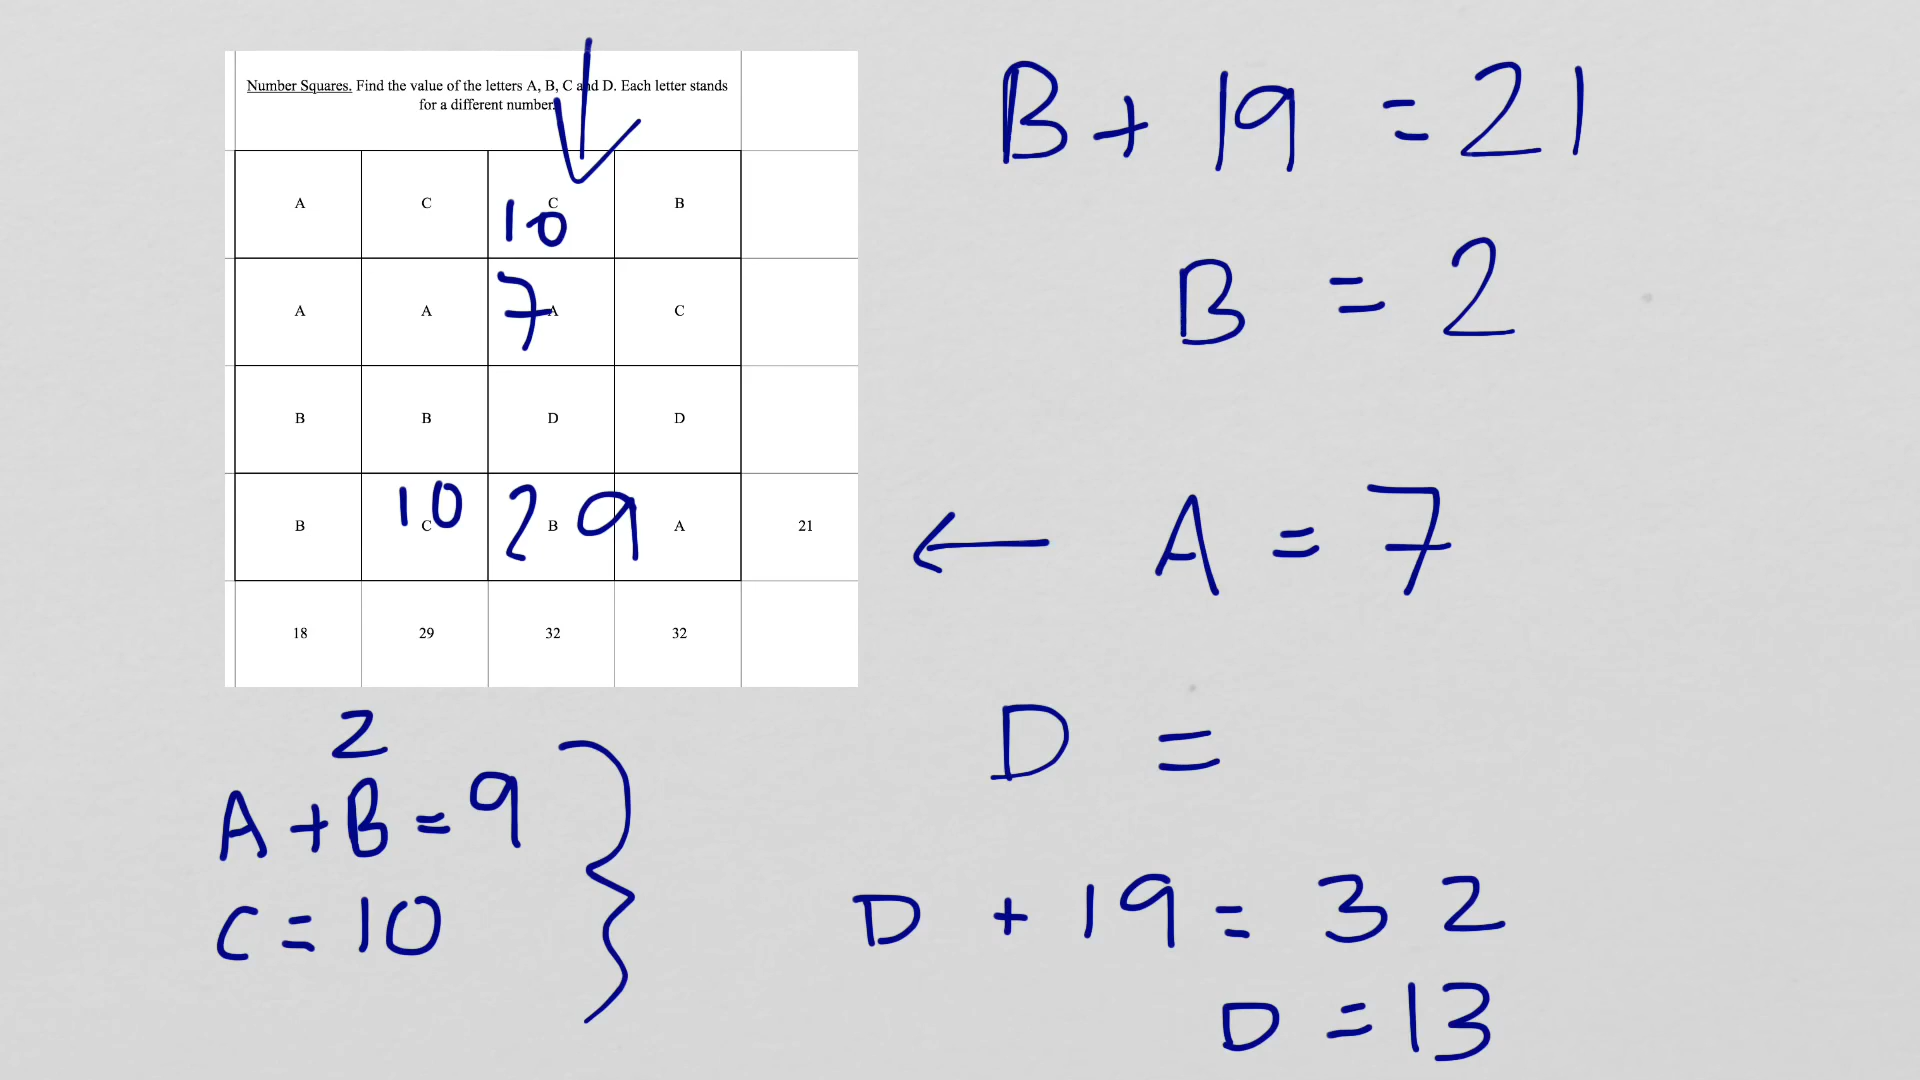 Number Squares. Find the value of the letters A, B, C and D. Each letter stands
for a different number.
A C C B
10
A A A C
7
B B D D
B C B A 21
10 2 9
18 29 32 32
B + 19 = 21
B = 2
← A = 7
D =
D + 19 = 32
D = 13
2
A + B = 9
C = 10